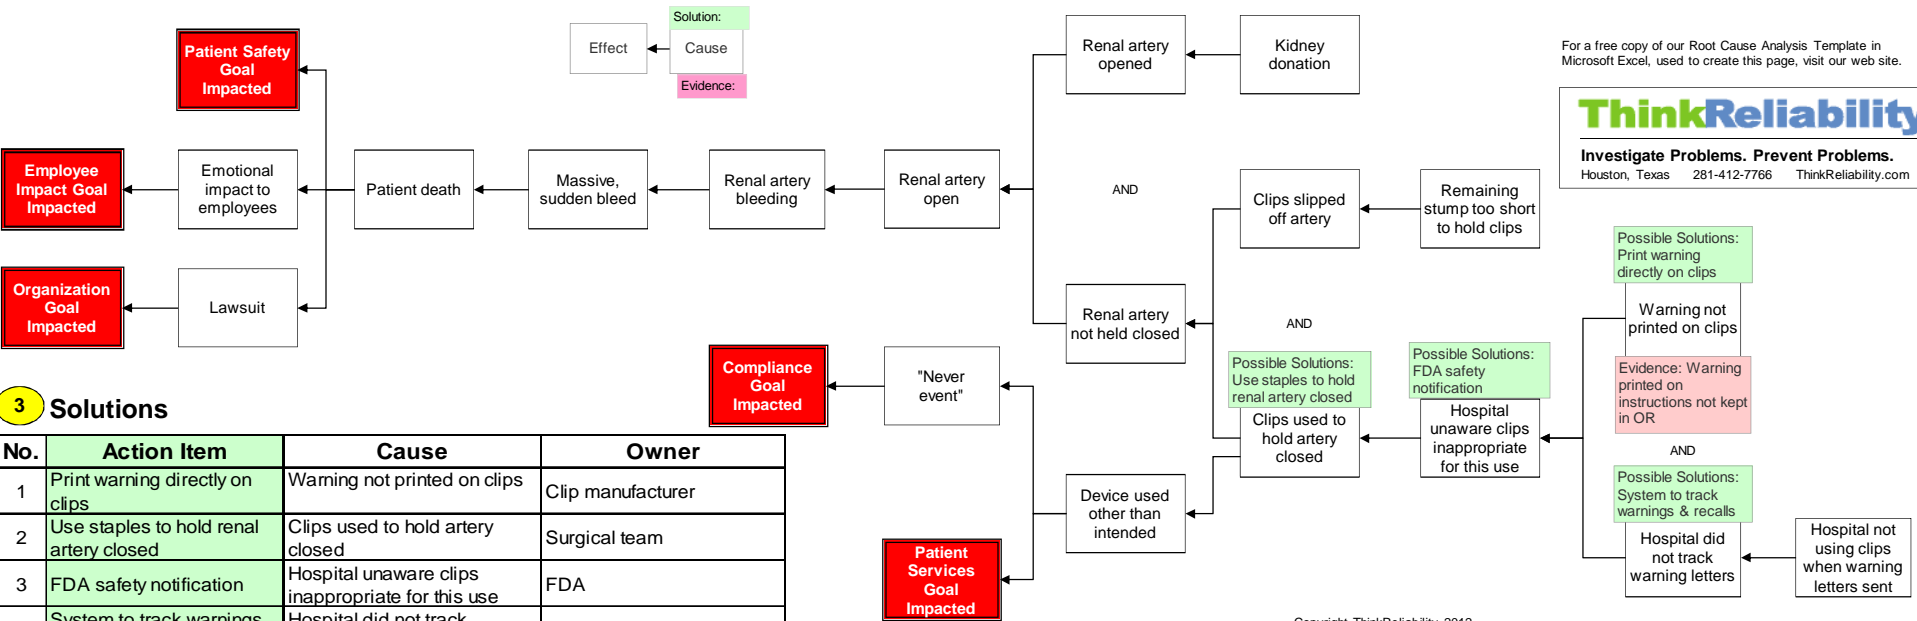 Solution:
Effect
Cause
Evidence:
Patient Safety
Goal
Impacted
Employee
Impact Goal
Impacted
Emotional
impact to
employees
Patient death
Massive,
sudden bleed
Renal artery
bleeding
Renal artery
open
Organization
Goal
Impacted
Lawsuit
Renal artery
opened
Kidney
donation
AND
Clips slipped
off artery
Remaining
stump too short
to hold clips
Renal artery
not held closed
AND
Possible Solutions:
Use staples to hold
renal artery closed
Clips used to
hold artery
closed
Possible Solutions:
FDA safety
notification
Hospital
unaware clips
inappropriate
for this use
Possible Solutions:
Print warning
directly on clips
Warning not
printed on clips
Evidence: Warning
printed on
instructions not kept
in OR
AND
Possible Solutions:
System to track
warnings & recalls
Hospital did
not track
warning letters
Hospital not
using clips
when warning
letters sent
Compliance
Goal
Impacted
"Never
event"
Device used
other than
intended
Patient
Services
Goal
Impacted
For a free copy of our Root Cause Analysis Template in
Microsoft Excel, used to create this page, visit our web site.
ThinkReliability
Investigate Problems. Prevent Problems.
Houston, Texas 281-412-7766 ThinkReliability.com
3 Solutions
No. Action Item Cause Owner
1 Print warning directly on clips Warning not printed on clips Clip manufacturer
2 Use staples to hold renal artery closed Clips used to hold artery closed Surgical team
3 FDA safety notification Hospital unaware clips inappropriate for this use FDA
System to track warnings Hospital did not track
Copyright ThinkReliability